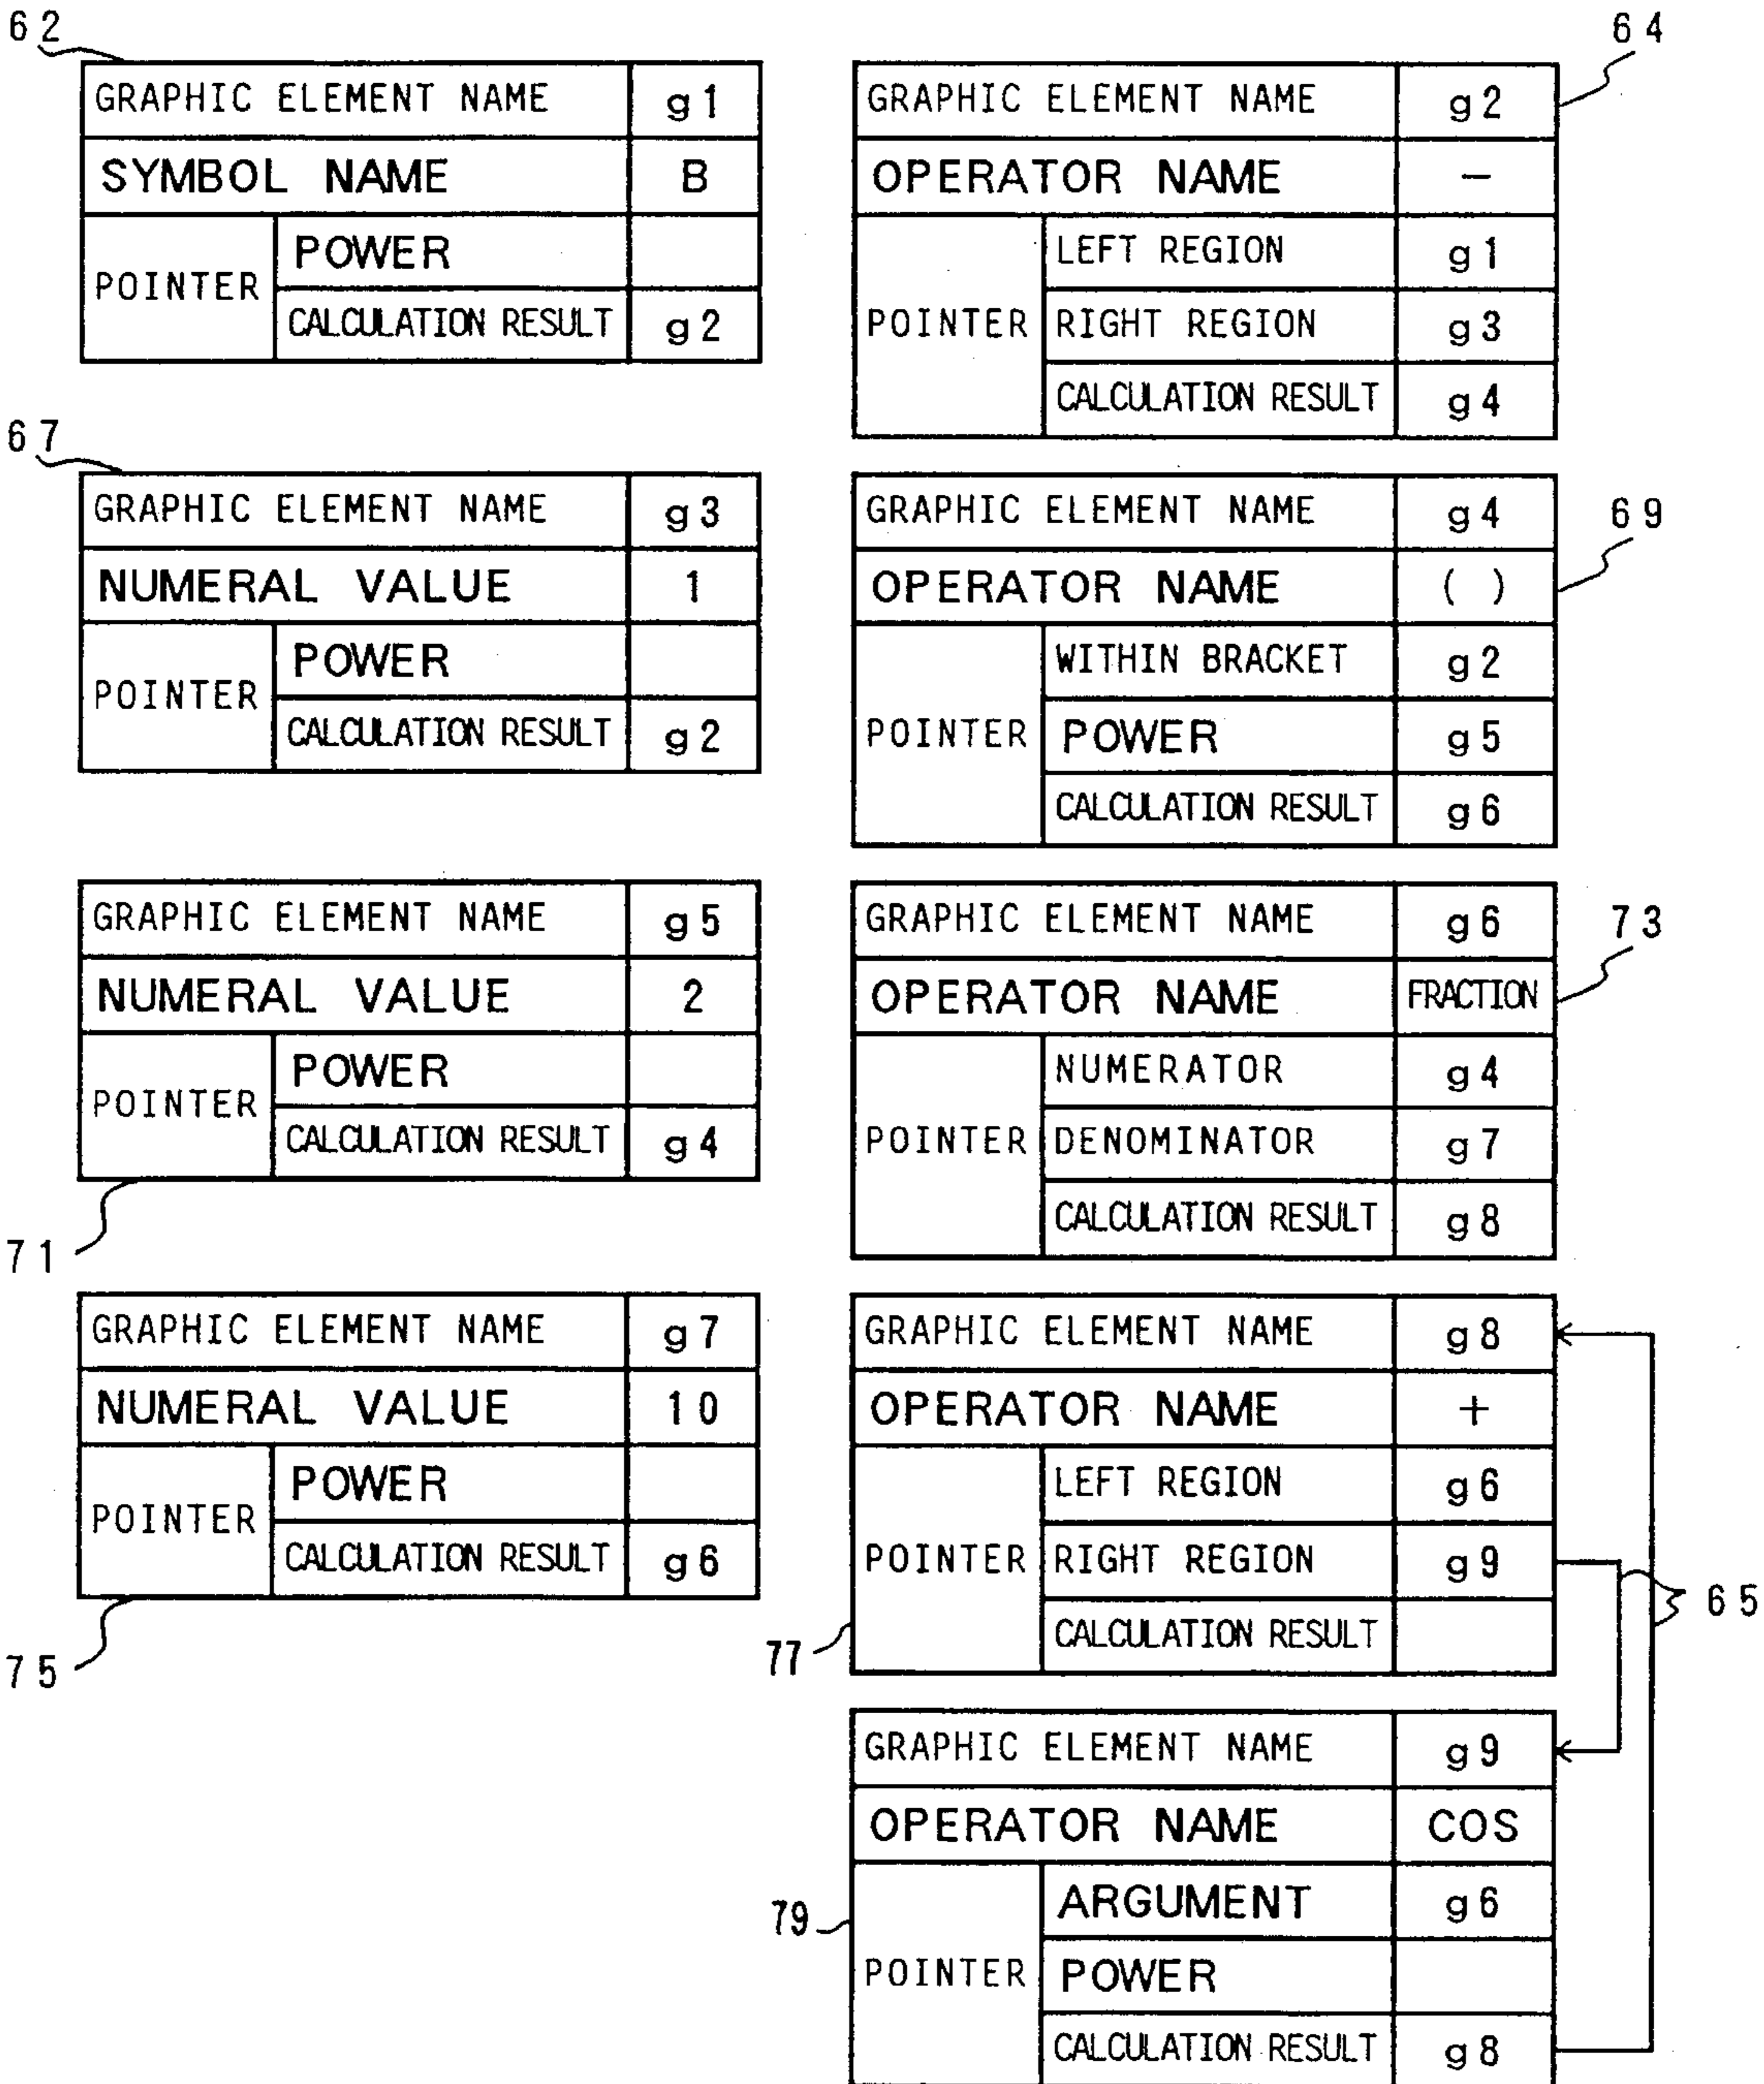 62
GRAPHIC ELEMENT NAME g1
SYMBOL NAME B
POINTER
POWER
CALCULATION RESULT g2
64
GRAPHIC ELEMENT NAME g2
OPERATOR NAME −
POINTER
LEFT REGION g1
RIGHT REGION g3
CALCULATION RESULT g4
67
GRAPHIC ELEMENT NAME g3
NUMERAL VALUE 1
POINTER
POWER
CALCULATION RESULT g2
69
GRAPHIC ELEMENT NAME g4
OPERATOR NAME ( )
POINTER
WITHIN BRACKET g2
POWER g5
CALCULATION RESULT g6
GRAPHIC ELEMENT NAME g5
NUMERAL VALUE 2
POINTER
POWER
CALCULATION RESULT g4
71
73
GRAPHIC ELEMENT NAME g6
OPERATOR NAME FRACTION
POINTER
NUMERATOR g4
DENOMINATOR g7
CALCULATION RESULT g8
GRAPHIC ELEMENT NAME g7
NUMERAL VALUE 10
POINTER
POWER
CALCULATION RESULT g6
75
GRAPHIC ELEMENT NAME g8
OPERATOR NAME +
POINTER
LEFT REGION g6
RIGHT REGION g9
CALCULATION RESULT
77
65
GRAPHIC ELEMENT NAME g9
OPERATOR NAME COS
POINTER
ARGUMENT g6
POWER
CALCULATION RESULT g8
79